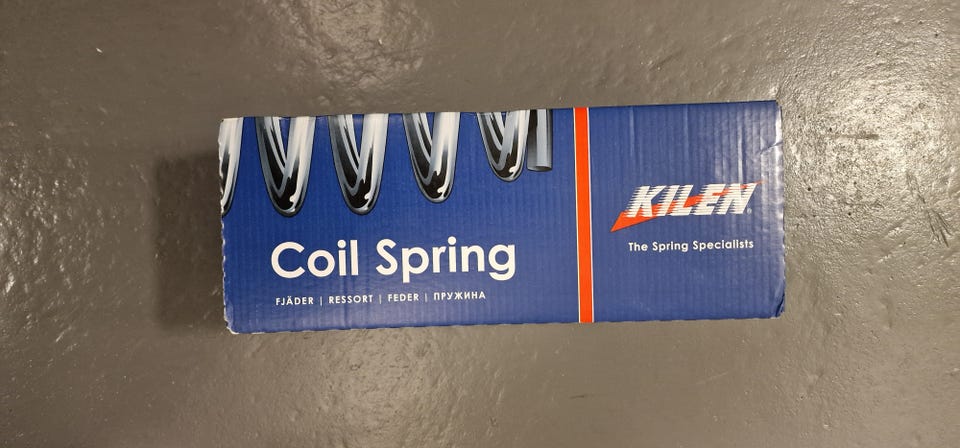 Coil Spring
FJÄDER | RESSORT | FEDER | ПРУЖИНА
KILEN®
The Spring Specialists